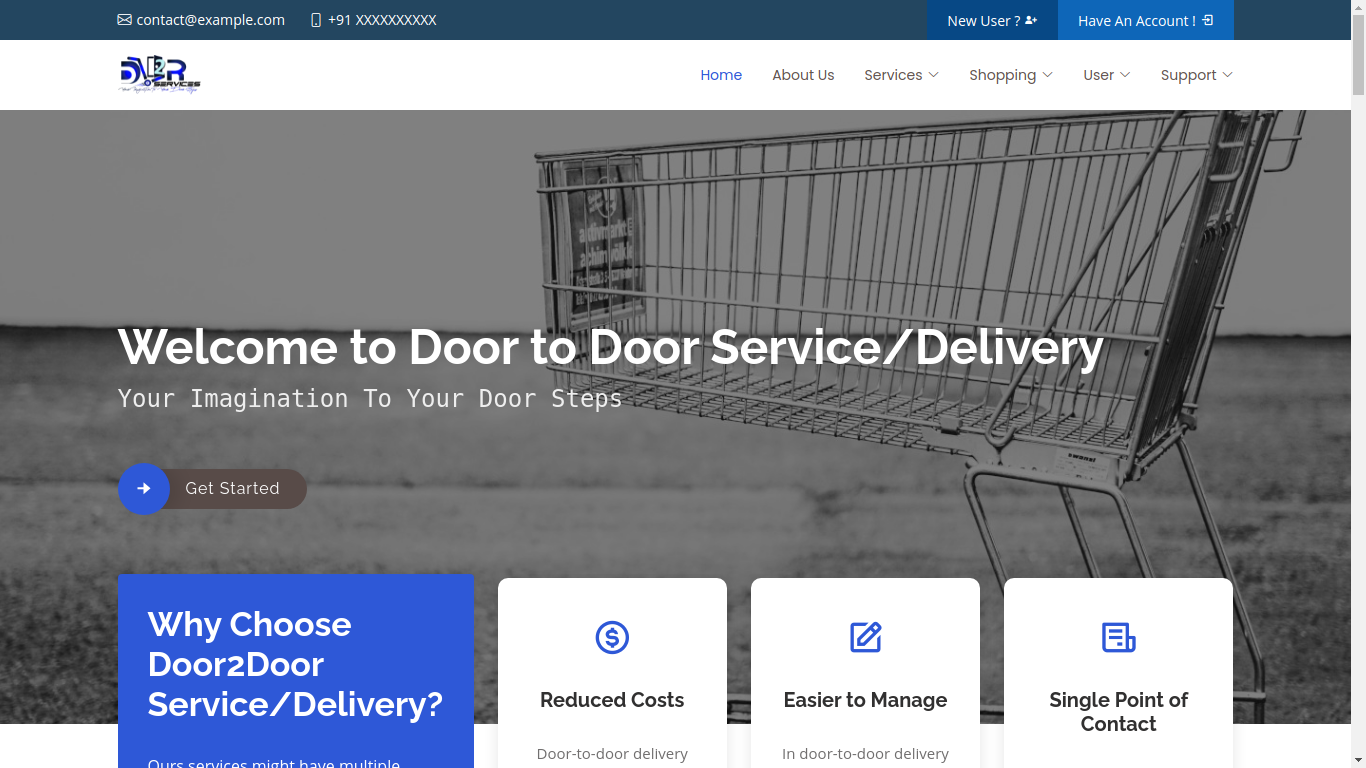 contact@example.com +91 XXXXXXXXXX New User ? Have An Account !
SERVICES
Home About Us Services Shopping User Support
Welcome to Door to Door Service/Delivery
Your Imagination To Your Door Steps
Get Started
Why Choose
Door2Door
Service/Delivery?
Ours services might have multiple
Reduced Costs
Door-to-door delivery
Easier to Manage
In door-to-door delivery
Single Point of
Contact